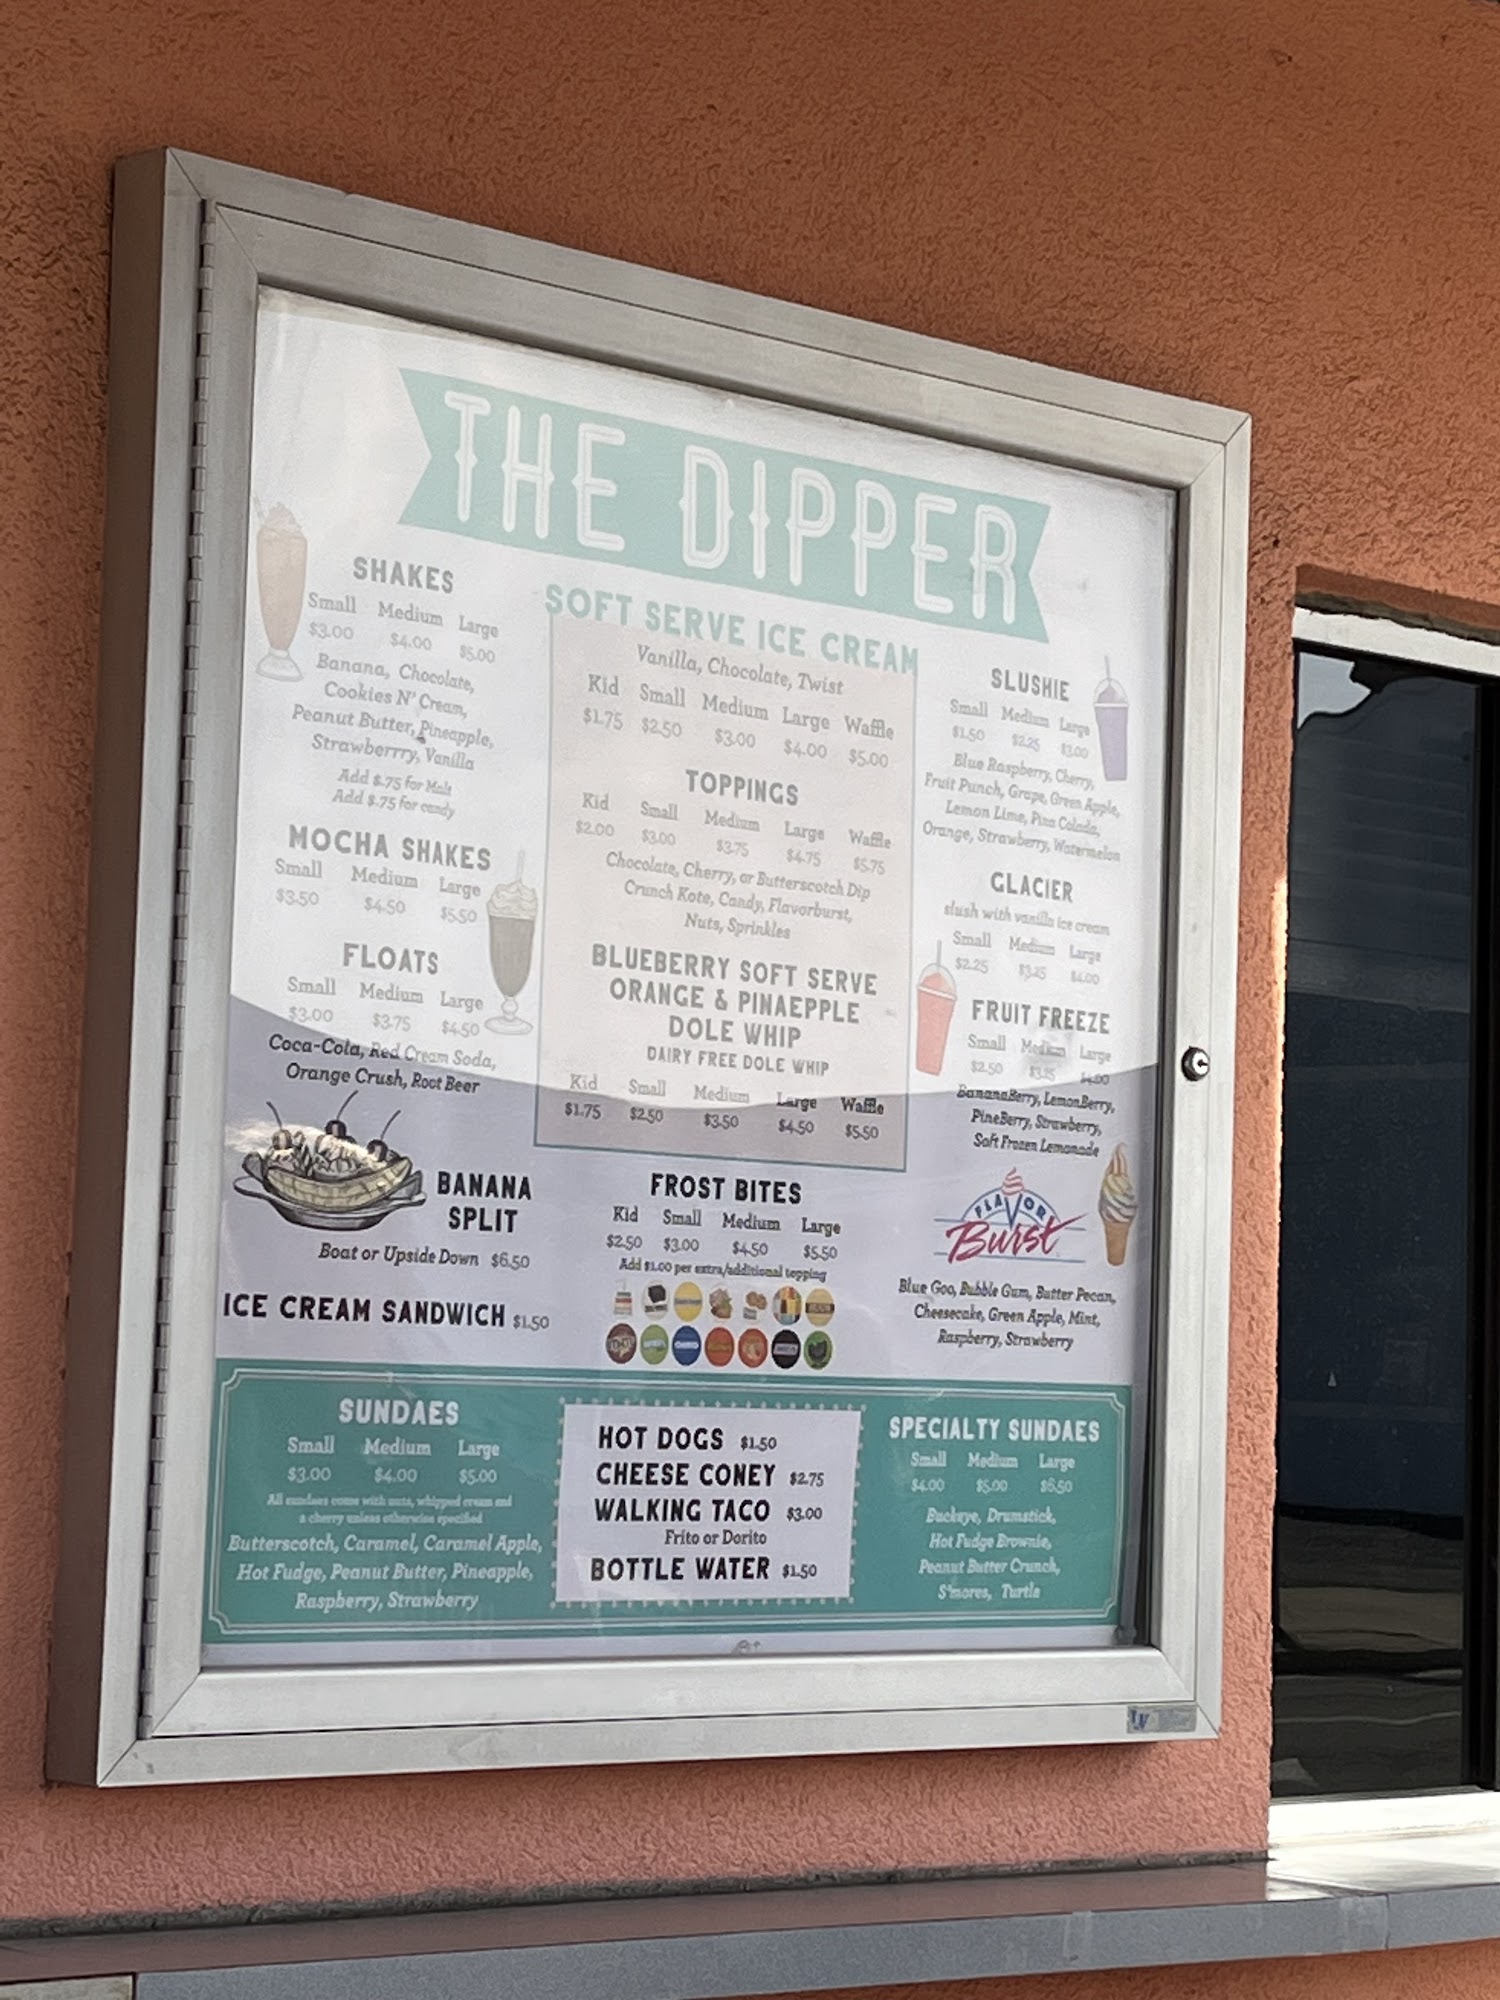 THE DIPPER
SHAKES
Small Medium Large
$3.00 $4.00 $5.00
Banana, Chocolate,
Cookies N' Cream,
Peanut Butter, Pineapple,
Strawberrry, Vanilla
Add $.75 for Malt
Add $.75 for candy
MOCHA SHAKES
Small Medium Large
$3.50 $4.50 $5.50
FLOATS
Small Medium Large
$3.00 $3.75 $4.50
Coca-Cola, Red Cream Soda,
Orange Crush, Root Beer
BANANA
SPLIT
Boat or Upside Down $6.50
ICE CREAM SANDWICH $1.50
SOFT SERVE ICE CREAM
Vanilla, Chocolate, Twist
Kid Small Medium Large Waffle
$1.75 $2.50 $3.00 $4.00 $5.00
TOPPINGS
Kid Small Medium Large Waffle
$2.00 $3.00 $3.75 $4.75 $5.75
Chocolate, Cherry, or Butterscotch Dip
Crunch Kote, Candy, Flavorburst,
Nuts, Sprinkles
BLUEBERRY SOFT SERVE
ORANGE & PINAEPPLE
DOLE WHIP
DAIRY FREE DOLE WHIP
Kid Small Medium Large Waffle
$1.75 $2.50 $3.50 $4.50 $5.50
FROST BITES
Kid Small Medium Large
$2.50 $3.00 $4.50 $5.50
Add $1.00 per extra/additional topping
SLUSHIE
Small Medium Large
$1.50 $2.25 $3.00
Blue Raspberry, Cherry,
Fruit Punch, Grape, Green Apple,
Lemon Lime, Pina Colada,
Orange, Strawberry, Watermelon
GLACIER
slush with vanilla ice cream
Small Medium Large
$2.25 $3.25 $4.00
FRUIT FREEZE
Small Medium Large
$2.50 $3.25 $4.00
BananaBerry, LemonBerry,
PineBerry, Strawberry,
Soft Frozen Lemonade
FLAVOR
Burst
Blue Goo, Bubble Gum, Butter Pecan,
Cheesecake, Green Apple, Mint,
Raspberry, Strawberry
SUNDAES
Small Medium Large
$3.00 $4.00 $5.00
All sundaes come with nuts, whipped cream and
a cherry unless otherwise specified
Butterscotch, Caramel, Caramel Apple,
Hot Fudge, Peanut Butter, Pineapple,
Raspberry, Strawberry
HOT DOGS $1.50
CHEESE CONEY $2.75
WALKING TACO $3.00
Frito or Dorito
BOTTLE WATER $1.50
SPECIALTY SUNDAES
Small Medium Large
$4.00 $5.00 $6.50
Buckeye, Drumstick,
Hot Fudge Brownie,
Peanut Butter Crunch,
S'mores, Turtle